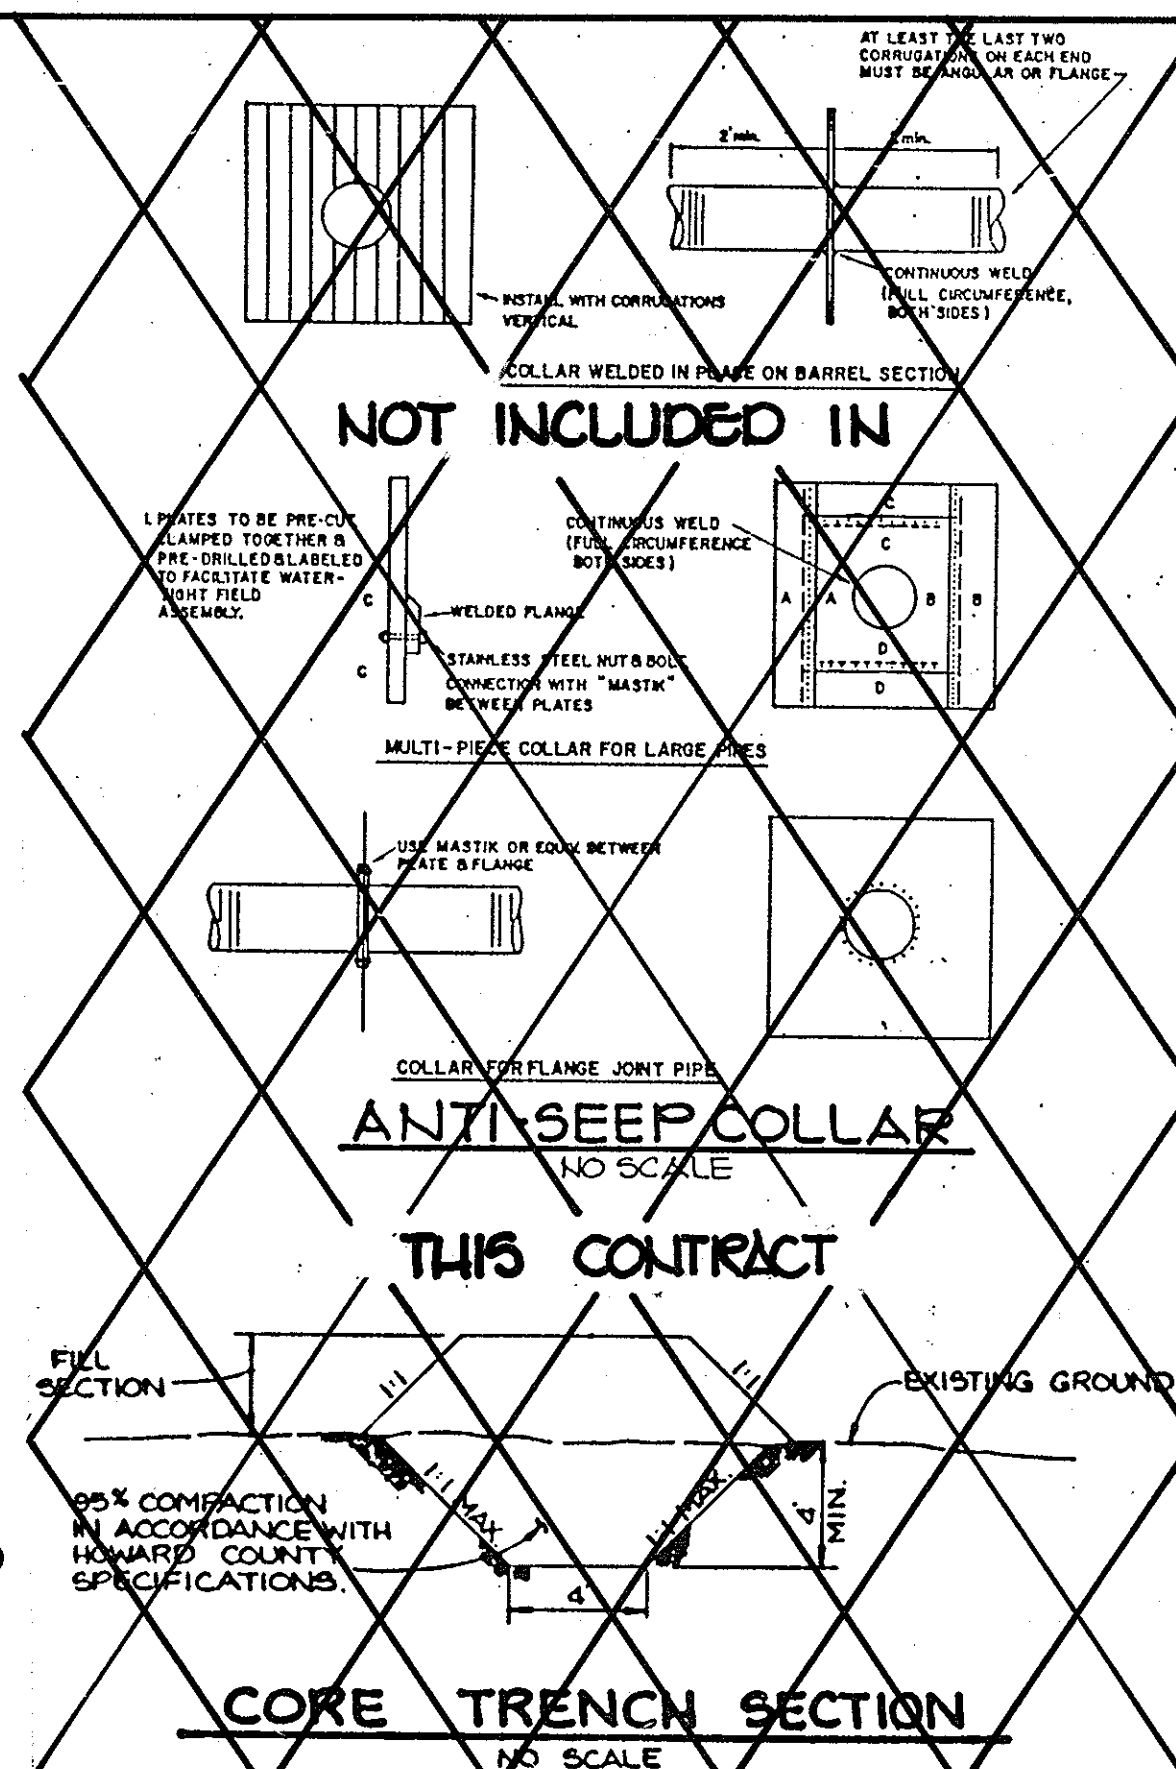 AT LEAST THE LAST TWO
CORRUGATIONS ON EACH END
MUST BE ANGULAR OR FLANGE
2' min.
min.
INSTALL WITH CORRUGATIONS
VERTICAL
CONTINUOUS WELD
(FULL CIRCUMFERENCE,
BOTH SIDES)
COLLAR WELDED IN PLACE ON BARREL SECTION
NOT INCLUDED IN
1. PLATES TO BE PRE-CUT
CLAMPED TOGETHER &
PRE-DRILLED & LABELED
TO FACILITATE WATER-
TIGHT FIELD
ASSEMBLY.
C
C
WELDED FLANGE
STAINLESS STEEL NUT & BOLT
CONNECTION WITH "MASTIK"
BETWEEN PLATES
CONTINUOUS WELD
(FULL CIRCUMFERENCE
BOTH SIDES)
C
C
A A B B
D
D
MULTI-PIECE COLLAR FOR LARGE PIPES
USE MASTIK OR EQUIV. BETWEEN
PLATE & FLANGE
COLLAR FOR FLANGE JOINT PIPE
ANTI-SEEP COLLAR
NO SCALE
THIS CONTRACT
FILL
SECTION
1:1
1:1
EXISTING GROUND
1:1 MAX.
1:1 MAX.
4'
MIN.
95% COMPACTION
IN ACCORDANCE WITH
HOWARD COUNTY
SPECIFICATIONS.
4'
CORE TRENCH SECTION
NO SCALE